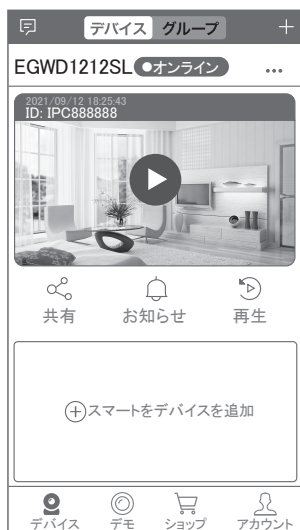 デバイス グループ
EGWD1212SL オンライン ...
2021/09/12 18:25:43
ID: IPC888888
共有 お知らせ 再生
スマートをデバイスを追加
デバイス デモ ショップ アカウント